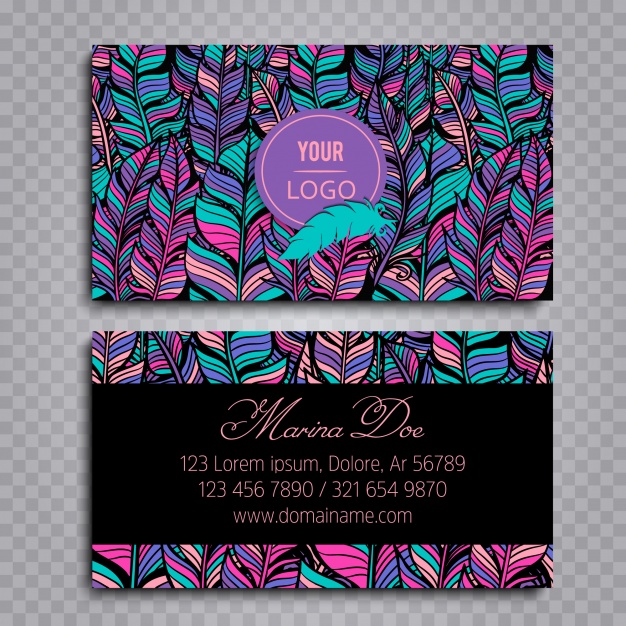 YOUR
LOGO
Marina Doe
123 Lorem ipsum, Dolore, Ar 56789
123 456 7890 / 321 654 9870
www.domainame.com